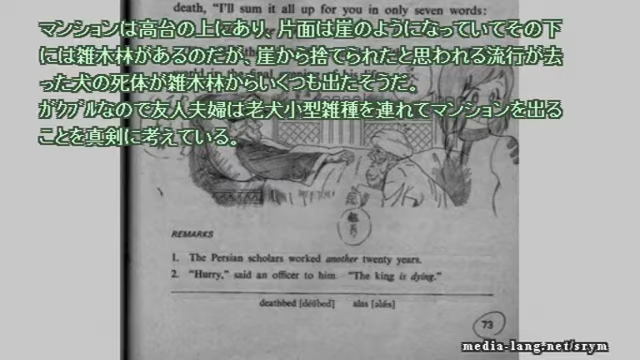 death, "I'll sum it all up for you in only seven words:
マンションは高台の上にあり、片面は崖のようになっていてその下
には雑木林があるのだが、崖から捨てられたと思われる流行が去
った犬の死体が雑木林からいくつも出たそうだ。
ｶﾞｸﾌﾞﾙなので友人夫婦は老犬小型雑種を連れてマンションを出る
ことを真剣に考えている。
REMARKS
1. The Persian scholars worked another twenty years.
2. "Hurry," said an officer to him. "The king is dying."
deathbed [déθbed] alas [əlǽs]
73
media-lang.net/srym